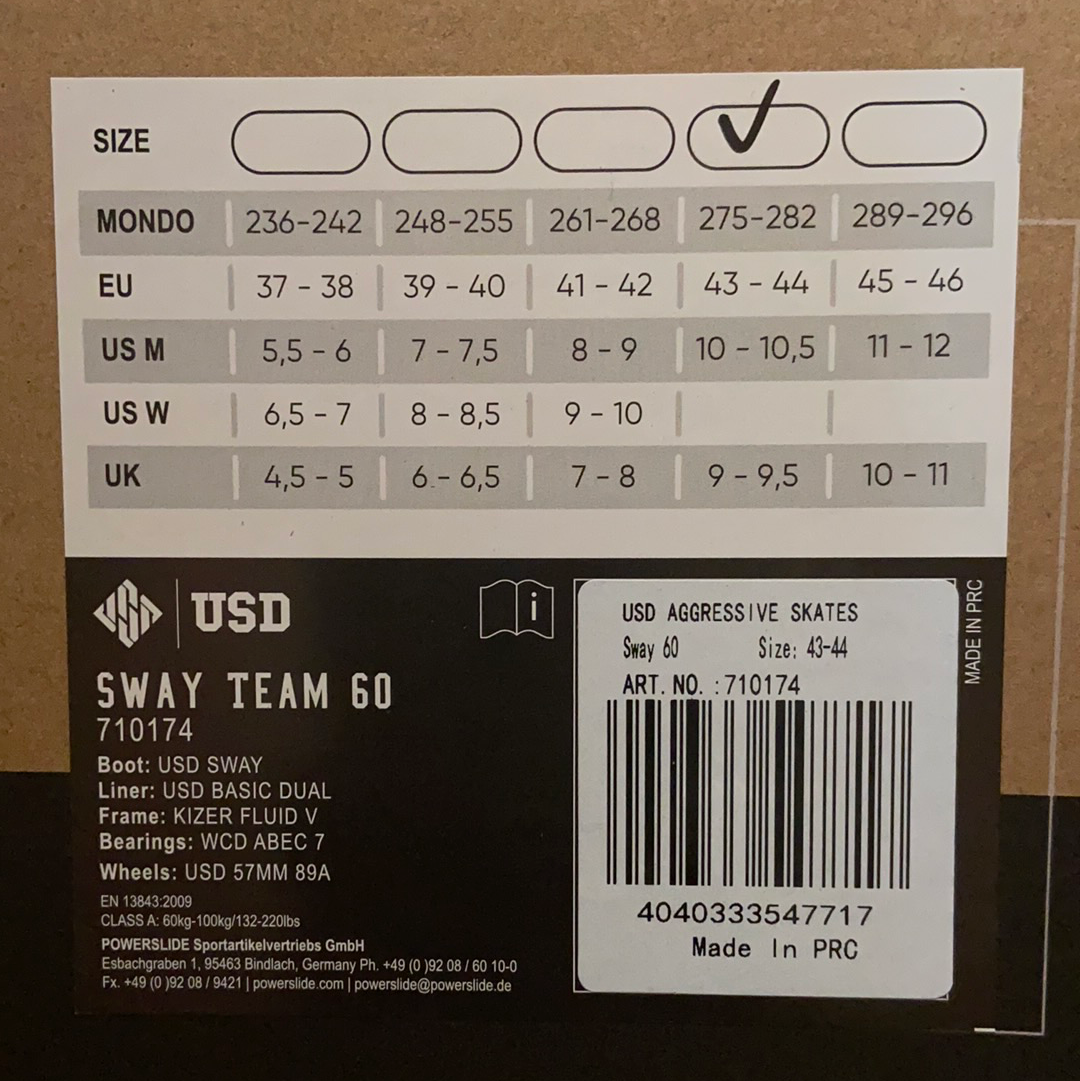 SIZE ✓
MONDO 236-242 248-255 261-268 275-282 289-296
EU 37 - 38 39 - 40 41 - 42 43 - 44 45 - 46
US M 5,5 - 6 7 - 7,5 8 - 9 10 - 10,5 11 - 12
US W 6,5 - 7 8 - 8,5 9 - 10
UK 4,5 - 5 6 - 6,5 7 - 8 9 - 9,5 10 - 11
USD USD
i
SWAY TEAM 60
710174
Boot: USD SWAY
Liner: USD BASIC DUAL
Frame: KIZER FLUID V
Bearings: WCD ABEC 7
Wheels: USD 57MM 89A
EN 13843:2009
CLASS A: 60kg-100kg/132-220lbs
POWERSLIDE Sportartikelvertriebs GmbH
Esbachgraben 1, 95463 Bindlach, Germany Ph. +49 (0 )92 08 / 60 10-0
Fx. +49 (0 )92 08 / 9421 | powerslide.com | powerslide@powerslide.de
USD AGGRESSIVE SKATES
Sway 60 Size: 43-44
ART. NO. :710174
4040333547717
Made In PRC
MADE IN PRC